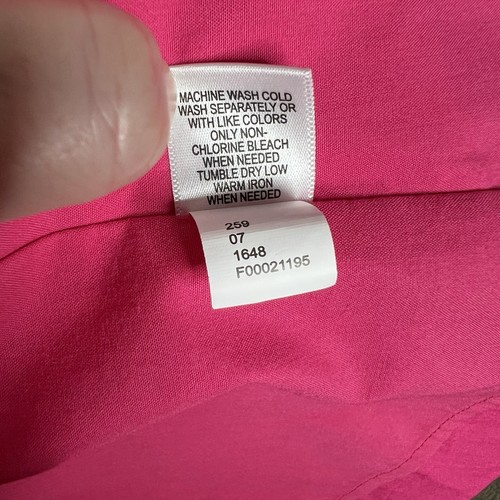 MACHINE WASH COLD
WASH SEPARATELY OR
WITH LIKE COLORS
ONLY NON-
CHLORINE BLEACH
WHEN NEEDED
TUMBLE DRY LOW
WARM IRON
WHEN NEEDED
259
07
1648
F00021195